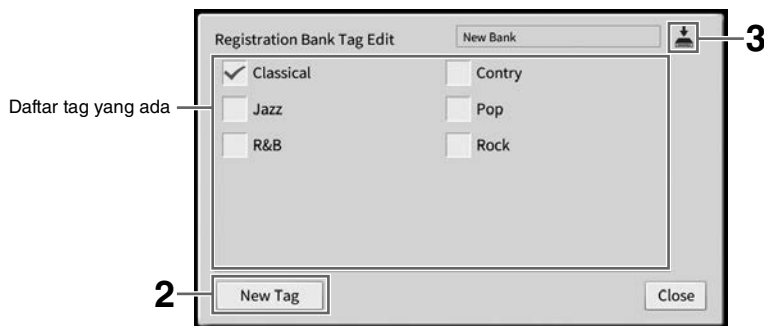 Registration Bank Tag Edit New Bank 3
Classical Contry
Daftar tag yang ada Jazz Pop
R&B Rock
2 New Tag Close